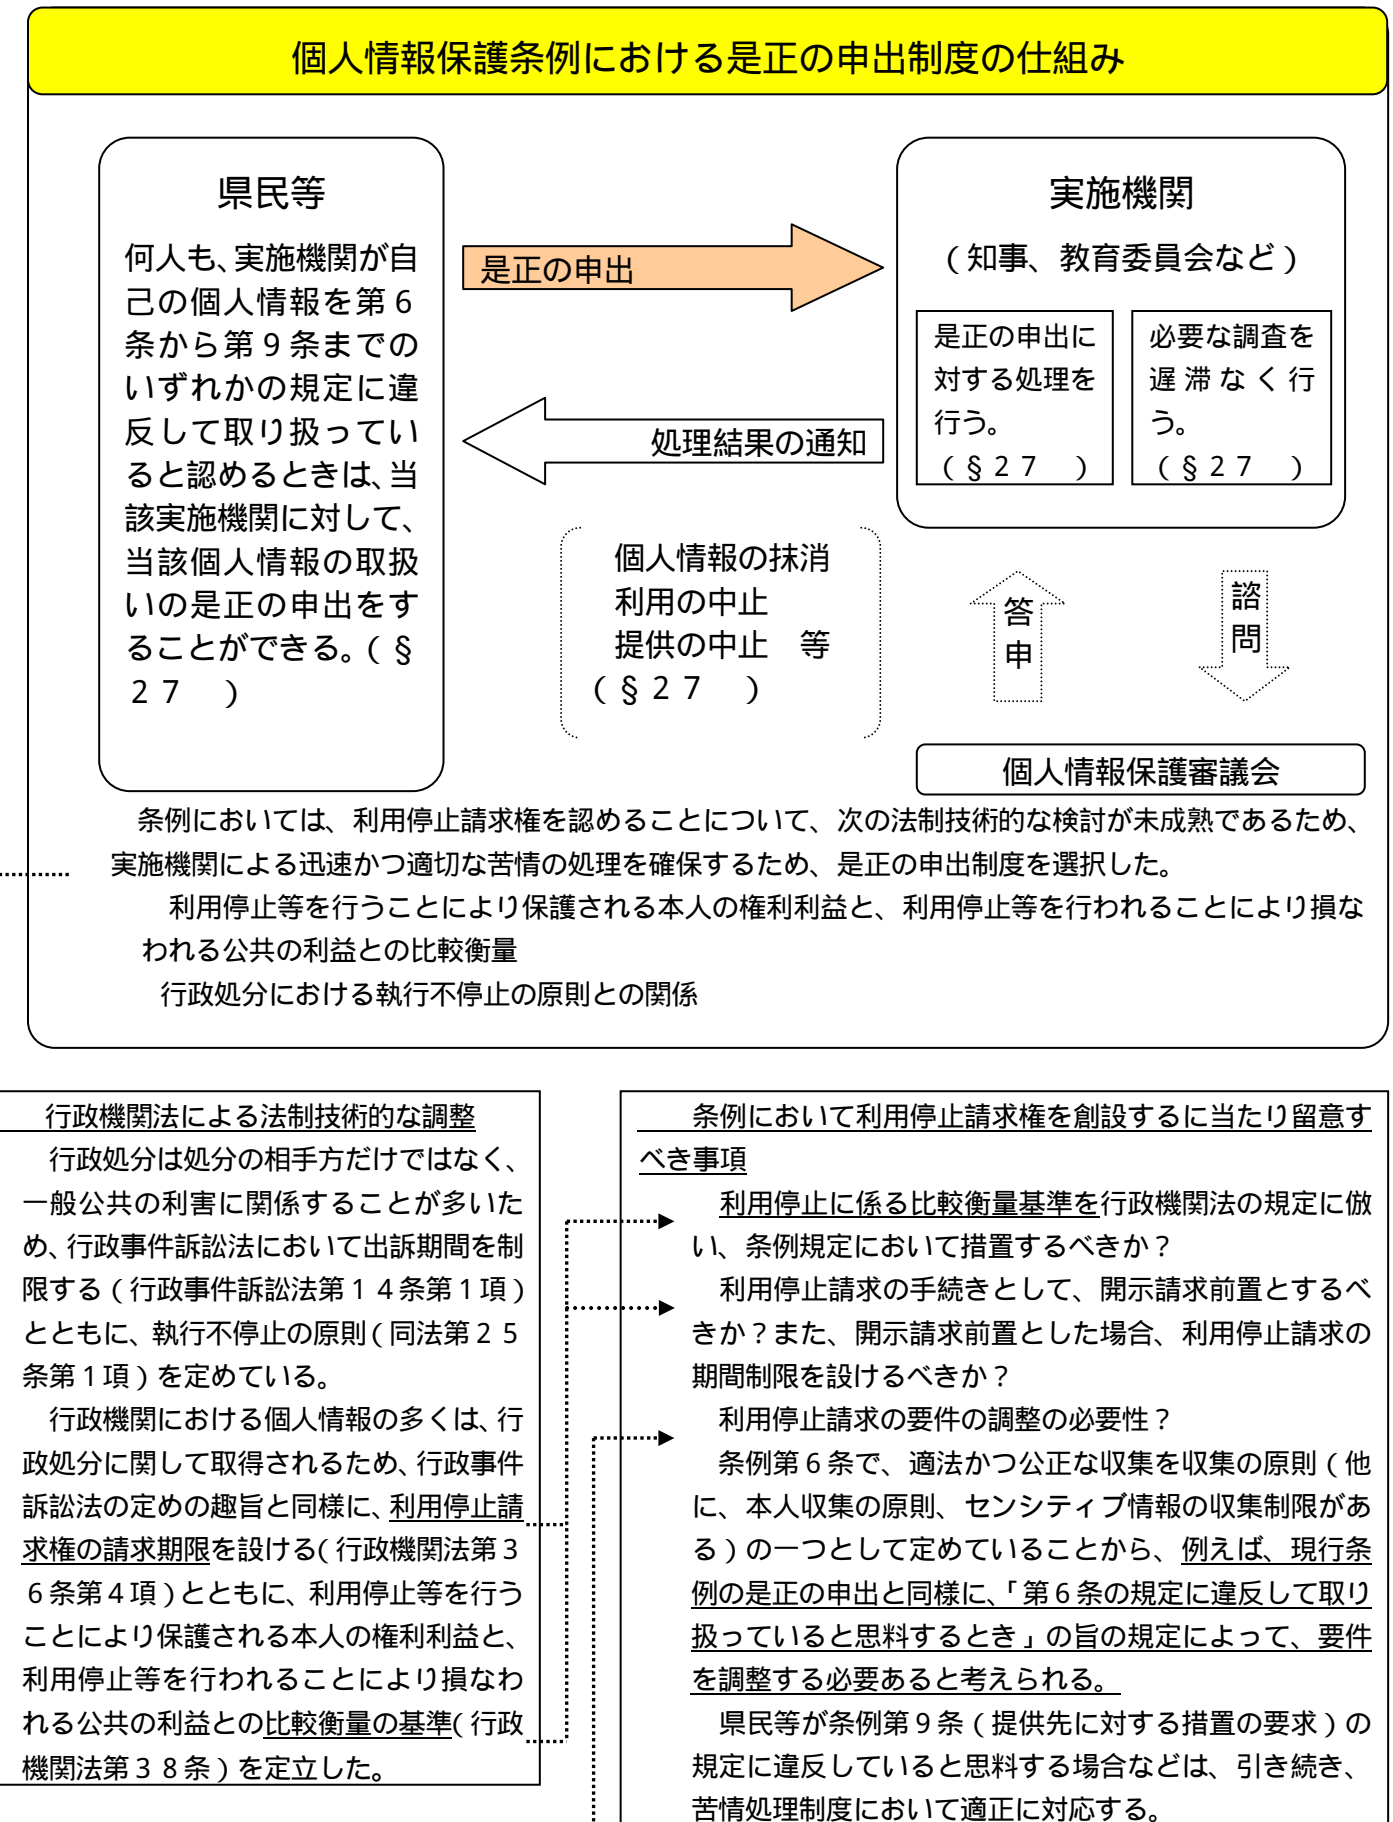 個人情報保護条例における是正の申出制度の仕組み
県民等
何人も、実施機関が自
己の個人情報を第6
条から第9条までの
いずれかの規定に違
反して取り扱ってい
ると認めるときは、当
該実施機関に対して、
当該個人情報の取扱
いの是正の申出をす
ることができる。(§
27 )
是正の申出
処理結果の通知
個人情報の抹消
利用の中止
提供の中止 等
(§27 )
実施機関
(知事、教育委員会など)
是正の申出に
対する処理を
行う。
(§27 )
必要な調査を
遅滞なく行
う。
(§27 )
答
申
諮
問
個人情報保護審議会
条例においては、利用停止請求権を認めることについて、次の法制技術的な検討が未成熟であるため、
実施機関による迅速かつ適切な苦情の処理を確保するため、是正の申出制度を選択した。
利用停止等を行うことにより保護される本人の権利利益と、利用停止等を行われることにより損な
われる公共の利益との比較衡量
行政処分における執行不停止の原則との関係
行政機関法による法制技術的な調整
行政処分は処分の相手方だけではなく、
一般公共の利害に関係することが多いた
め、行政事件訴訟法において出訴期間を制
限する(行政事件訴訟法第14条第1項)
とともに、執行不停止の原則(同法第25
条第1項)を定めている。
行政機関における個人情報の多くは、行
政処分に関して取得されるため、行政事件
訴訟法の定めの趣旨と同様に、利用停止請
求権の請求期限を設ける(行政機関法第3
6条第4項)とともに、利用停止等を行う
ことにより保護される本人の権利利益と、
利用停止等を行われることにより損なわ
れる公共の利益との比較衡量の基準(行政
機関法第38条)を定立した。
条例において利用停止請求権を創設するに当たり留意す
べき事項
利用停止に係る比較衡量基準を行政機関法の規定に倣
い、条例規定において措置するべきか?
利用停止請求の手続きとして、開示請求前置とするべ
きか?また、開示請求前置とした場合、利用停止請求の
期間制限を設けるべきか?
利用停止請求の要件の調整の必要性?
条例第6条で、適法かつ公正な収集を収集の原則(他
に、本人収集の原則、センシティブ情報の収集制限があ
る)の一つとして定めていることから、例えば、現行条
例の是正の申出と同様に、「第6条の規定に違反して取り
扱っていると思料するとき」の旨の規定によって、要件
を調整する必要あると考えられる。
県民等が条例第9条(提供先に対する措置の要求)の
規定に違反していると思料する場合などは、引き続き、
苦情処理制度において適正に対応する。